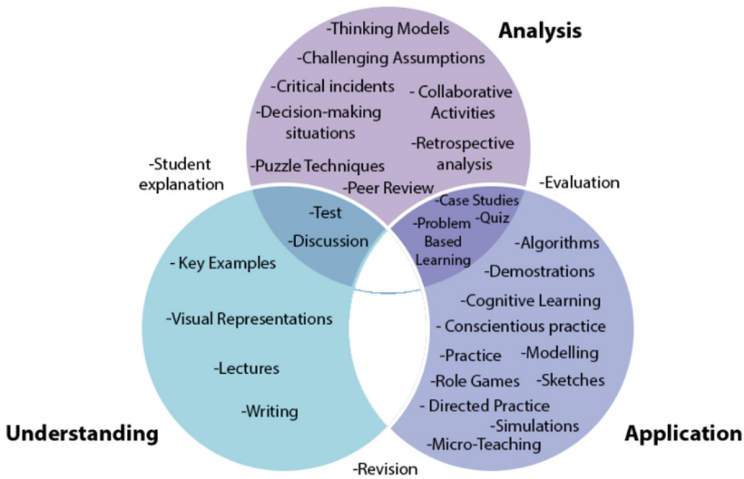 Analysis
-Thinking Models
-Challenging Assumptions
-Critical incidents
- Collaborative
Activities
-Decision-making
situations
-Retrospective
analysis
-Puzzle Techniques
-Peer Review
-Student
explanation
-Evaluation
-Test
-Discussion
-Case Studies
-Quiz
-Problem
Based
Learning
- Key Examples
-Visual Representations
-Lectures
-Writing
-Algorithms
-Demostrations
-Cognitive Learning
- Conscientious practice
-Practice
-Modelling
-Role Games
-Sketches
- Directed Practice
-Simulations
-Micro-Teaching
Understanding
Application
-Revision